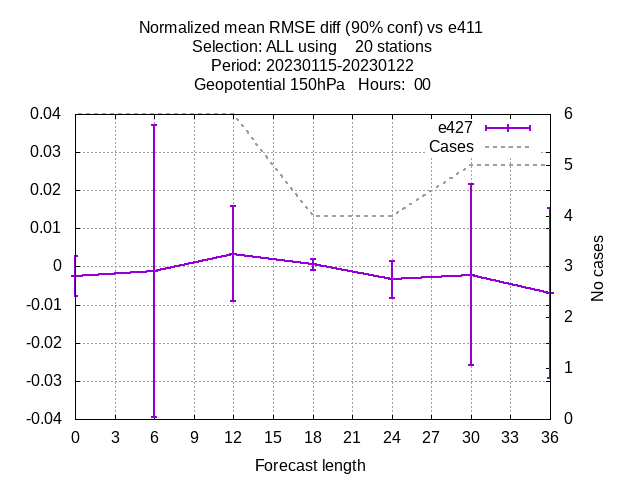 Normalized mean RMSE diff (90% conf) vs e411
Selection: ALL using    20 stations
Period: 20230115-20230122
Geopotential 150hPa   Hours:  00
e427
Cases
0.04
0.03
0.02
0.01
0
-0.01
-0.02
-0.03
-0.04
6
5
4
3
2
1
0
No cases
0 3 6 9 12 15 18 21 24 27 30 33 36
Forecast length